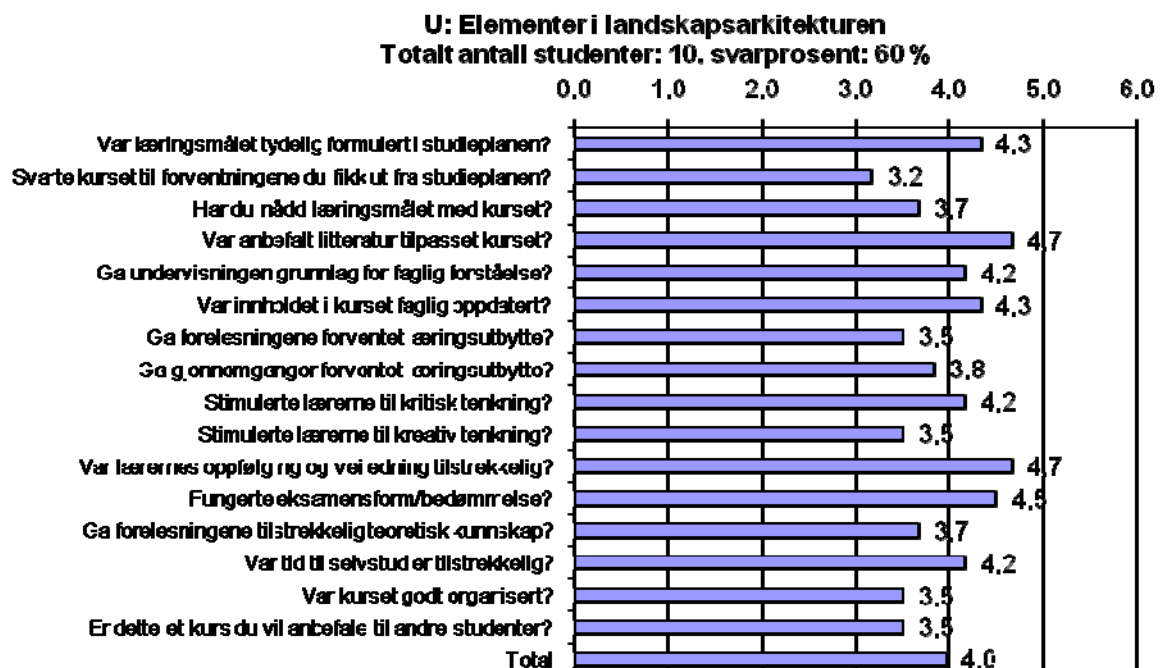 U: Elementer i landskapsarkitekturen
Totalt antall studenter: 10, svarprosent: 60 %
0,0 1,0 2,0 3,0 4,0 5,0 6,0
Var læringsmålet tydelig formulert i studieplanen? 4,3
Svarte kurset til forventningene du fikk ut fra studieplanen? 3,2
Har du nådd læringsmålet med kurset? 3,7
Var anbefalt litteratur tilpasset kurset? 4,7
Ga undervisningen grunnlag for faglig forståelse? 4,2
Var innholdet i kurset faglig oppdatert? 4,3
Ga forelesningene forventet læringsutbytte? 3,5
Ga gjennomganger forventet læringsutbytte? 3,8
Stimulerte lærerne til kritisk tenkning? 4,2
Stimulerte lærerne til kreativ tenkning? 3,5
Var lærernes oppfølging og veiledning tilstrekkelig? 4,7
Fungerte eksamensform/bedømmelse? 4,5
Ga forelesningene tilstrekkelig teoretisk kunnskap? 3,7
Var tid til selvstudier tilstrekkelig? 4,2
Var kurset godt organisert? 3,5
Er dette et kurs du vil anbefale til andre studenter? 3,5
Total 4,0